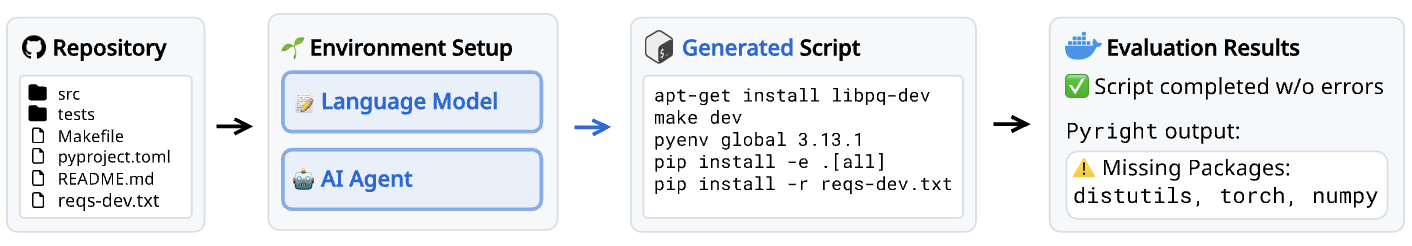 Repository
src
tests
Makefile
pyproject.toml
README.md
reqs-dev.txt
Environment Setup
Language Model
AI Agent
Generated Script
apt-get install libpq-dev
make dev
pyenv global 3.13.1
pip install -e .[all]
pip install -r reqs-dev.txt
Evaluation Results
Script completed w/o errors
Pyright output:
Missing Packages:
distutils, torch, numpy